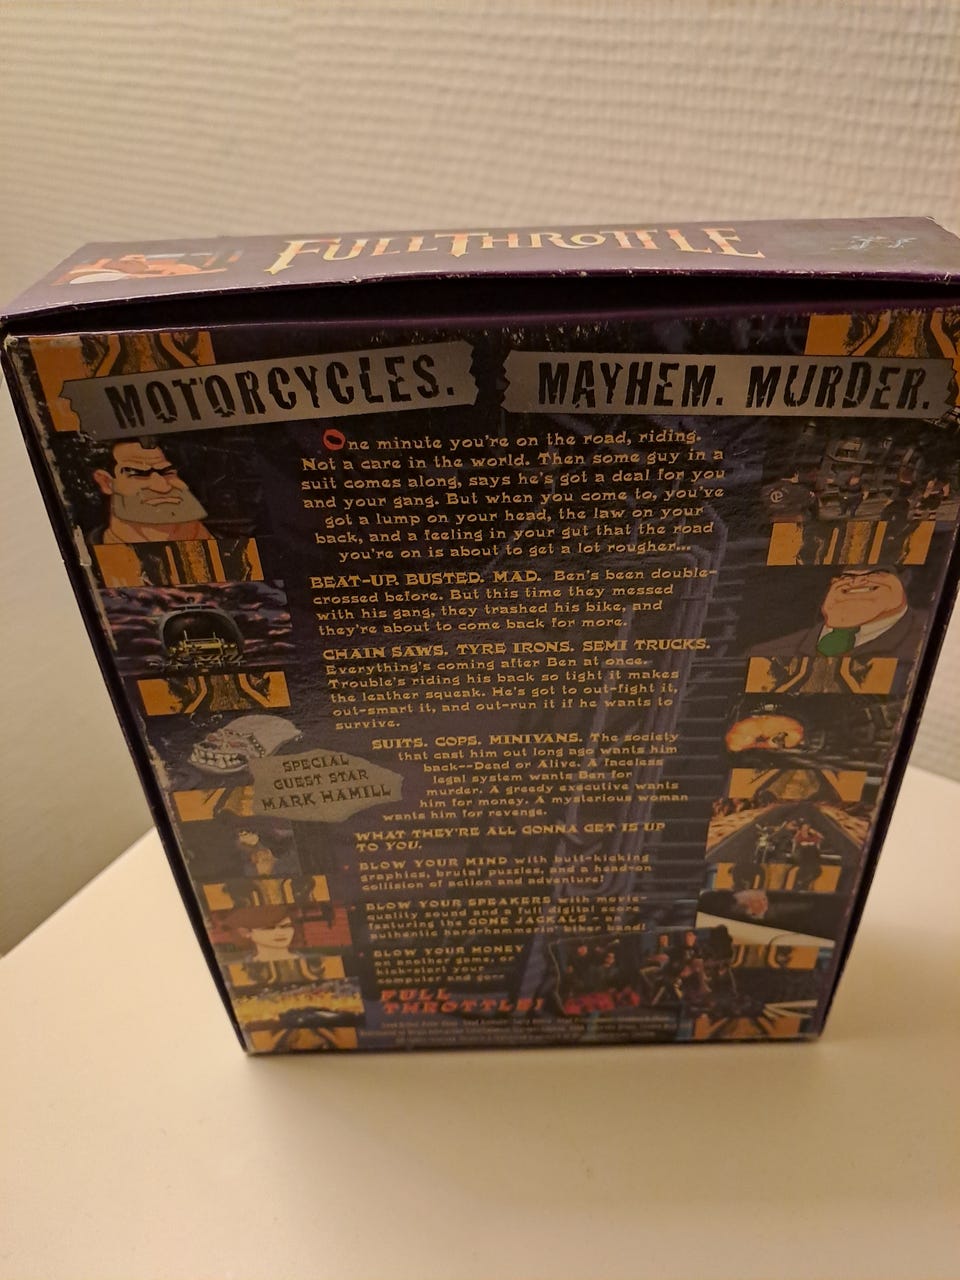 FULL THROTTLE
MOTORCYCLES. MAYHEM. MURDER.
One minute you're on the road, riding.
Not a care in the world. Then some guy in a
suit comes along, says he's got a deal for you
and your gang. But when you come to, you've
got a lump on your head, the law on your
back, and a feeling in your gut that the road
you're on is about to get a lot rougher...
BEAT-UP. BUSTED. MAD. Ben's been double-
crossed before. But this time they messed
with his gang, they trashed his bike, and
they're about to come back for more.
CHAIN SAWS. TYRE IRONS. SEMI TRUCKS.
Everything's coming after Ben at once.
Trouble's riding his back so tight it makes
the leather squeak. He's got to out-fight it,
out-smart it, and out-run it if he wants to
survive.
SPECIAL
GUEST STAR
MARK HAMILL
SUITS. COPS. MINIVANS. The society
that cast him out long ago wants him
back--Dead or Alive. A faceless
legal system wants Ben for
murder. A greedy executive wants
him for money. A mysterious woman
wants him for revenge.
WHAT THEY'RE ALL GONNA GET IS UP
TO YOU.
BLOW YOUR MIND with butt-kicking
graphics, brutal puzzles, and a head-on
collision of action and adventure!
BLOW YOUR SPEAKERS with movie-
quality sound and a full digital score
featuring the GONE JACKALS - an
authentic hard-hammerin' biker band!
BLOW YOUR MONEY
on another game, or
kick-start your
computer and go--
FULL
THROTTLE!